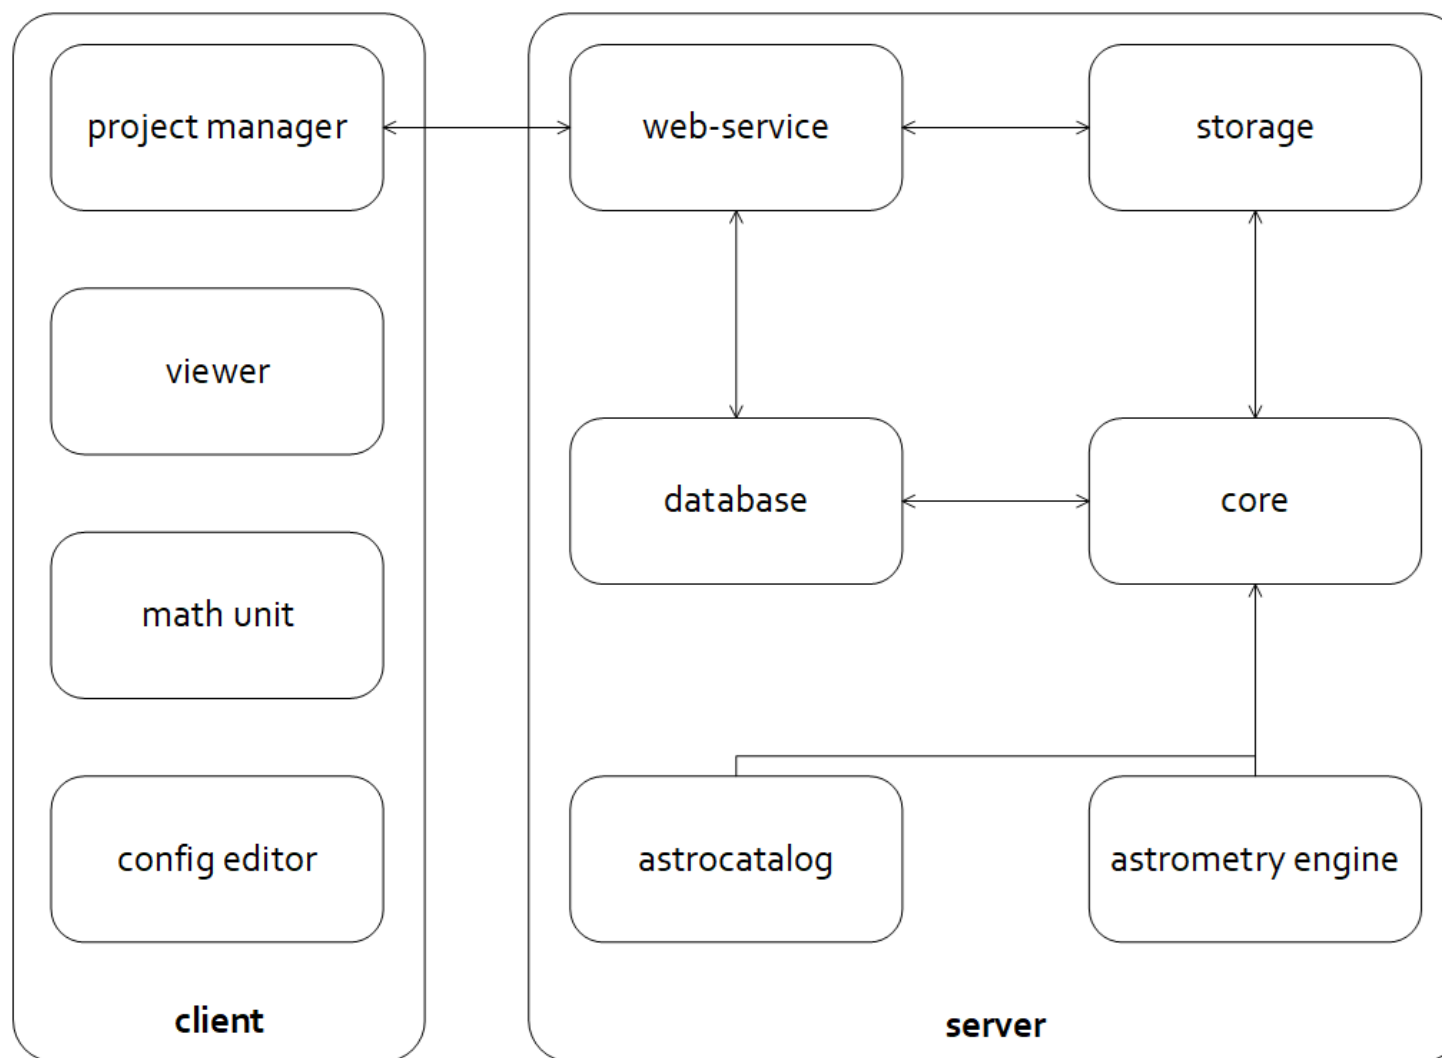 project manager
viewer
math unit
config editor
client
web-service
storage
database
core
astrocatalog
astrometry engine
server